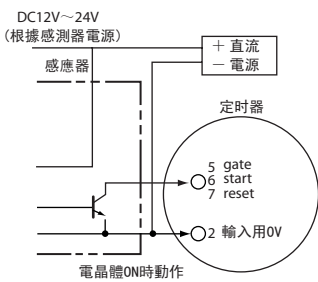 DC12V～24V
（根據感測器電源）
＋直流
－電源
感應器
定时器
5 gate
6 start
7 reset
2 輸入用0V
電晶體ON時動作